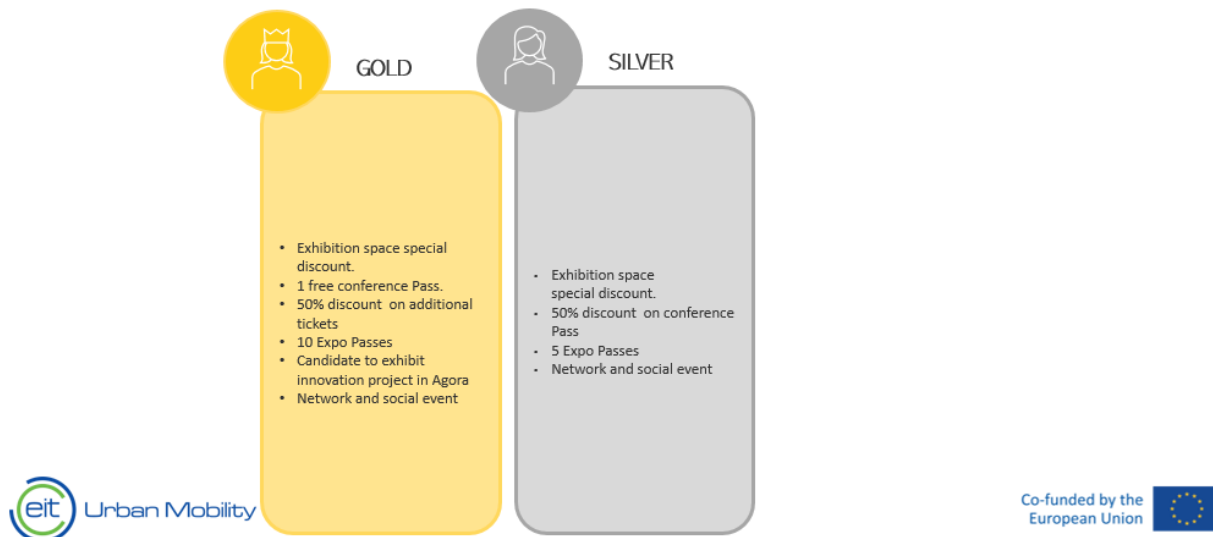 GOLD
• Exhibition space special
discount.
• 1 free conference Pass.
• 50% discount  on additional
tickets
• 10 Expo Passes
• Candidate to exhibit
innovation project in Agora
• Network and social event
SILVER
• Exhibition space
special discount.
• 50% discount  on conference
Pass
• 5 Expo Passes
• Network and social event
eit Urban Mobility
Co-funded by the
European Union